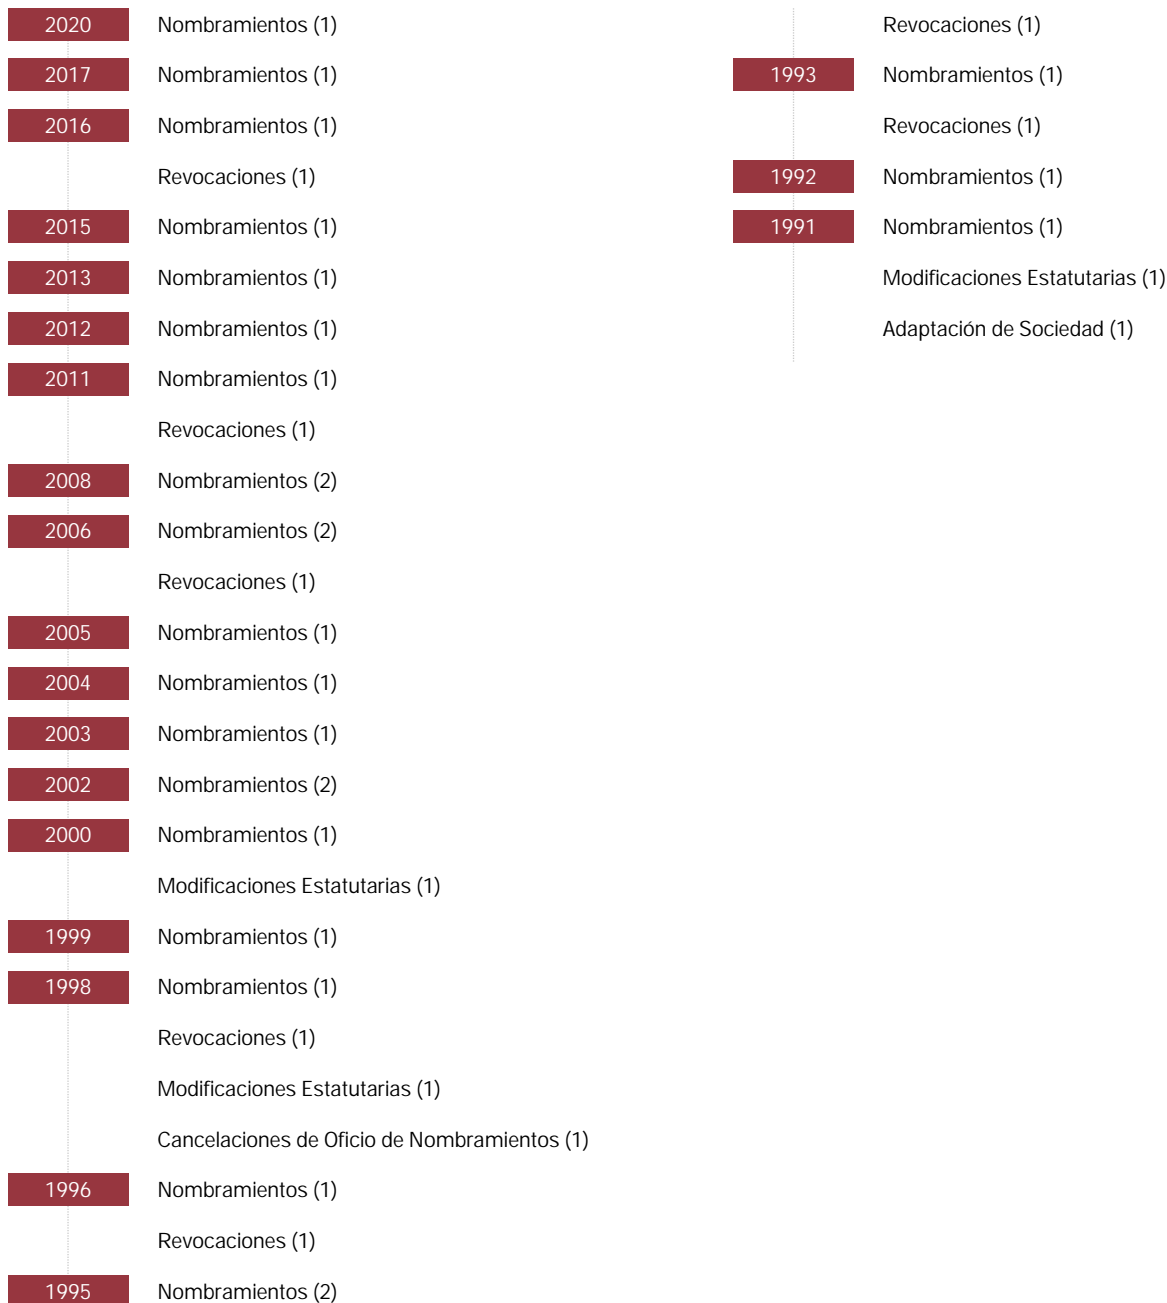 2020 Nombramientos (1)
2017 Nombramientos (1)
2016 Nombramientos (1)
Revocaciones (1)
2015 Nombramientos (1)
2013 Nombramientos (1)
2012 Nombramientos (1)
2011 Nombramientos (1)
Revocaciones (1)
2008 Nombramientos (2)
2006 Nombramientos (2)
Revocaciones (1)
2005 Nombramientos (1)
2004 Nombramientos (1)
2003 Nombramientos (1)
2002 Nombramientos (2)
2000 Nombramientos (1)
Modificaciones Estatutarias (1)
1999 Nombramientos (1)
1998 Nombramientos (1)
Revocaciones (1)
Modificaciones Estatutarias (1)
Cancelaciones de Oficio de Nombramientos (1)
1996 Nombramientos (1)
Revocaciones (1)
1995 Nombramientos (2)
Revocaciones (1)
1993 Nombramientos (1)
Revocaciones (1)
1992 Nombramientos (1)
1991 Nombramientos (1)
Modificaciones Estatutarias (1)
Adaptación de Sociedad (1)